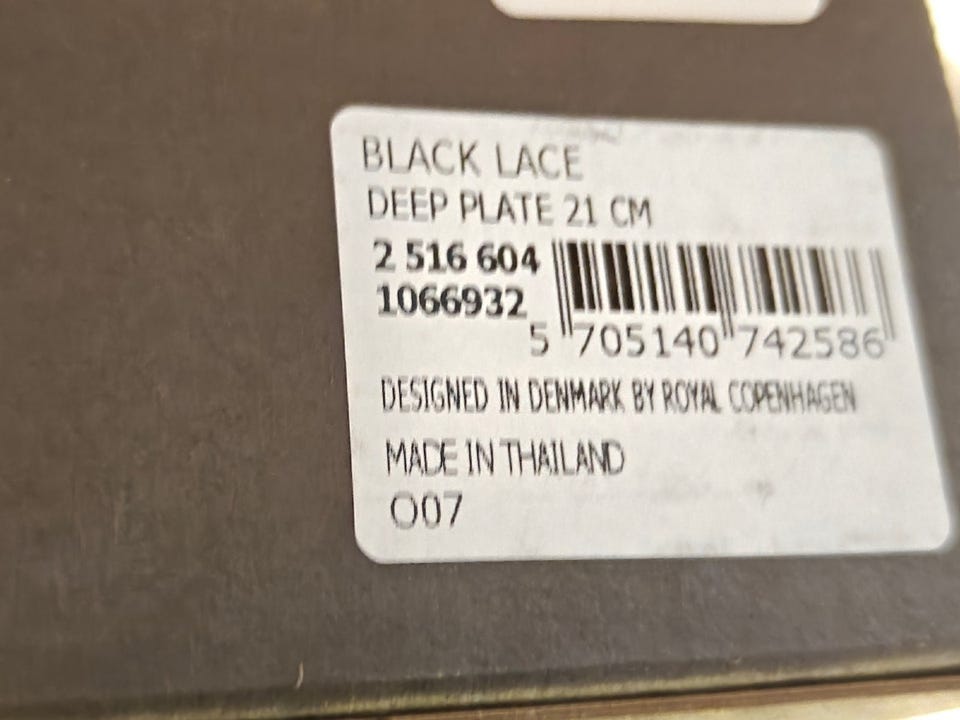 BLACK LACE
DEEP PLATE 21 CM
2 516 604
1066932
5 705140 742586
DESIGNED IN DENMARK BY ROYAL COPENHAGEN
MADE IN THAILAND
O07